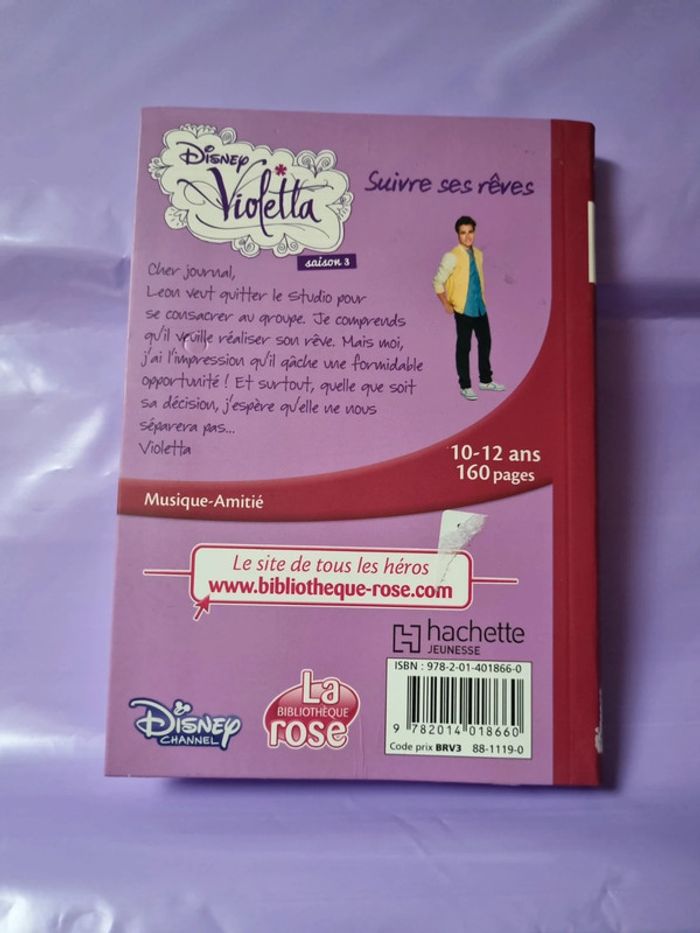 Disney
Violetta
saison 3
Suivre ses rêves
Cher journal,
Leon veut quitter le Studio pour
se consacrer au groupe. Je comprends
qu'il veuille réaliser son rêve. Mais moi,
j'ai l'impression qu'il gâche une formidable
opportunité ! Et surtout, quelle que soit
sa décision, j'espère qu'elle ne nous
séparera pas...
Violetta
10-12 ans
160 pages
Musique-Amitié
Le site de tous les héros
www.bibliotheque-rose.com
hachette
JEUNESSE
ISBN : 978-2-01-401866-0
9 782014 018660
Code prix BRV3 88-1119-0
Disney
CHANNEL
La
BIBLIOTHÈQUE
rose